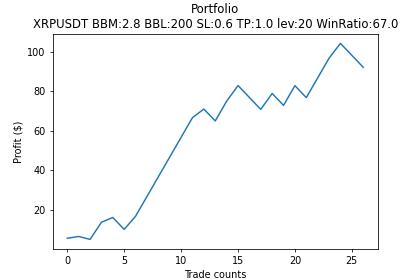 Portfolio
XRPUSDT BBM:2.8 BBL:200 SL:0.6 TP:1.0 lev:20 WinRatio:67.0
100
80
60
40
20
Profit ($)
0 5 10 15 20 25
Trade counts